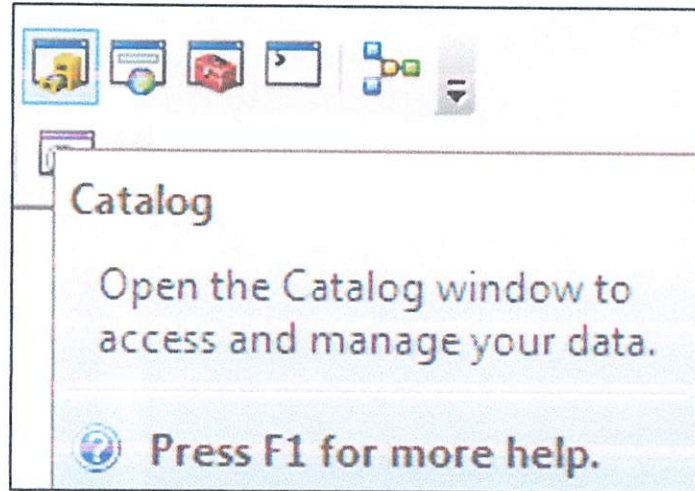 Catalog
Open the Catalog window to
access and manage your data.
Press F1 for more help.